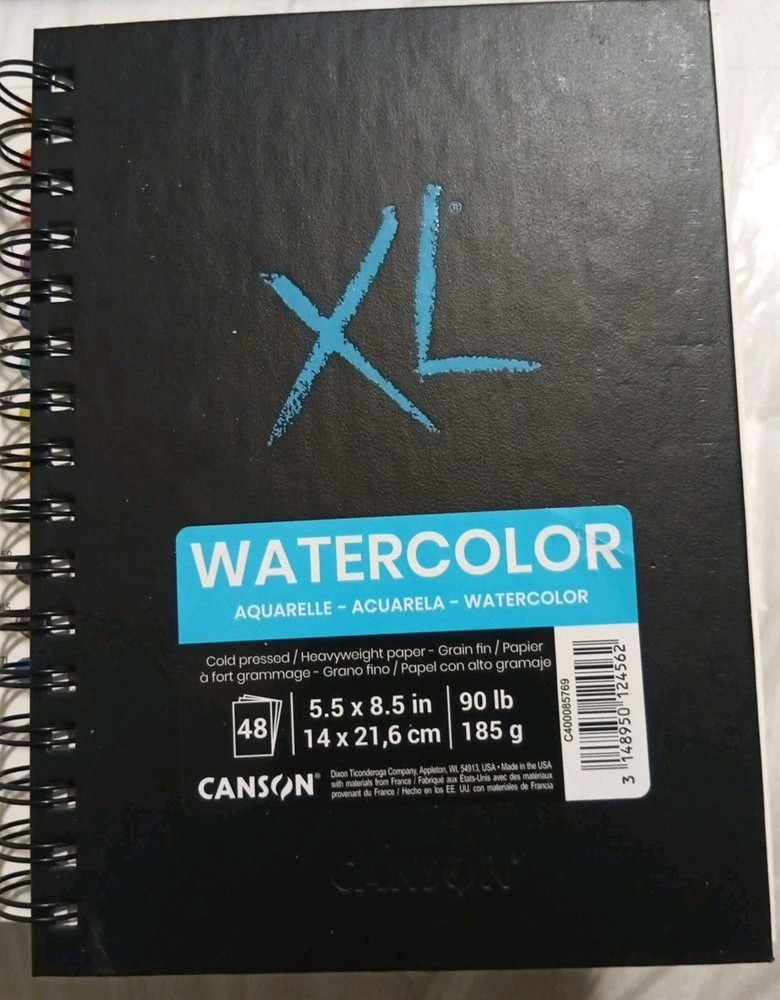 XL®
WATERCOLOR
AQUARELLE - ACUARELA - WATERCOLOR
Cold pressed / Heavyweight paper - Grain fin / Papier
à fort grammage - Grano fino / Papel con alto gramaje
48
5.5 x 8.5 in
14 x 21,6 cm
90 lb
185 g
CANSON®
Dixon Ticonderoga Company, Appleton, WI, 54913, USA • Made in the USA
with materials from France / Fabriqué aux États-Unis avec des matériaux
provenant du France / Hecho en los EE. UU. con materiales de Francia
C400085769
3 148950 124562
CANSON®